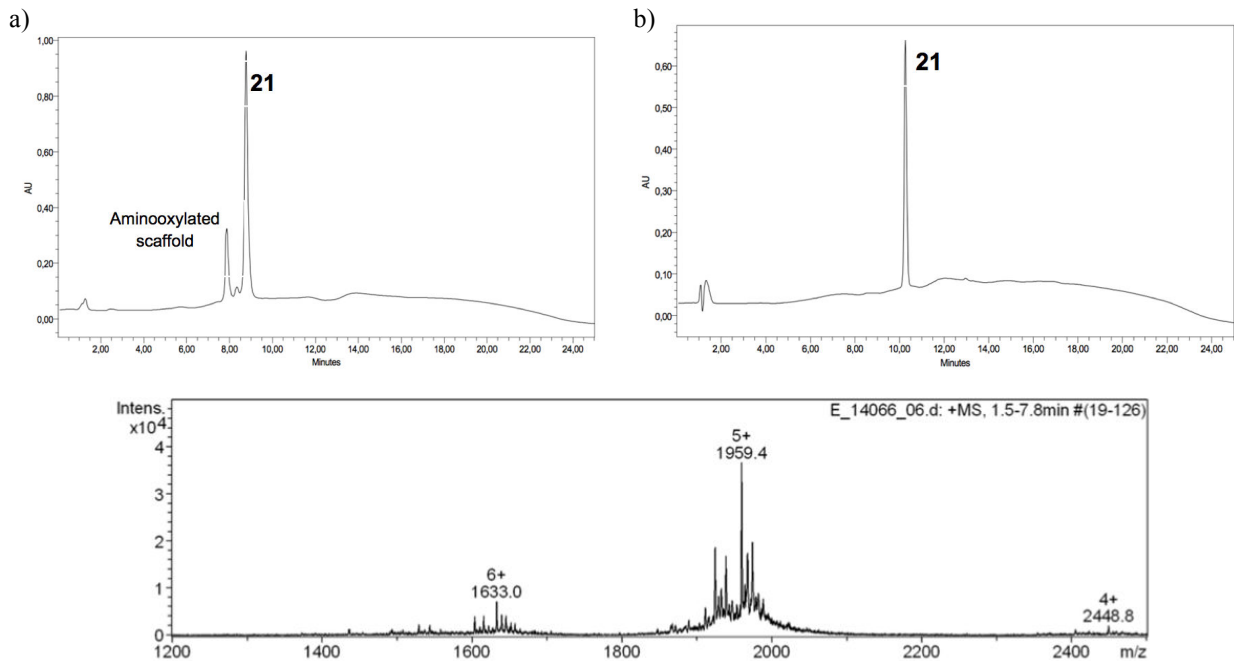 a)
1,00
0,80
0,60
0,40
0,20
0,00
AU
21
Aminooxylated
scaffold
2,00 4,00 6,00 8,00 10,00 12,00 14,00 16,00 18,00 20,00 22,00 24,00
Minutes
b)
0,60
0,50
0,40
0,30
0,20
0,10
0,00
AU
21
2,00 4,00 6,00 8,00 10,00 12,00 14,00 16,00 18,00 20,00 22,00 24,00
Minutes
Intens.
x10⁴
4
3
2
1
0
E_14066_06.d: +MS, 1.5-7.8min #(19-126)
5+
1959.4
6+
1633.0
4+
2448.8
1200 1400 1600 1800 2000 2200 2400 m/z